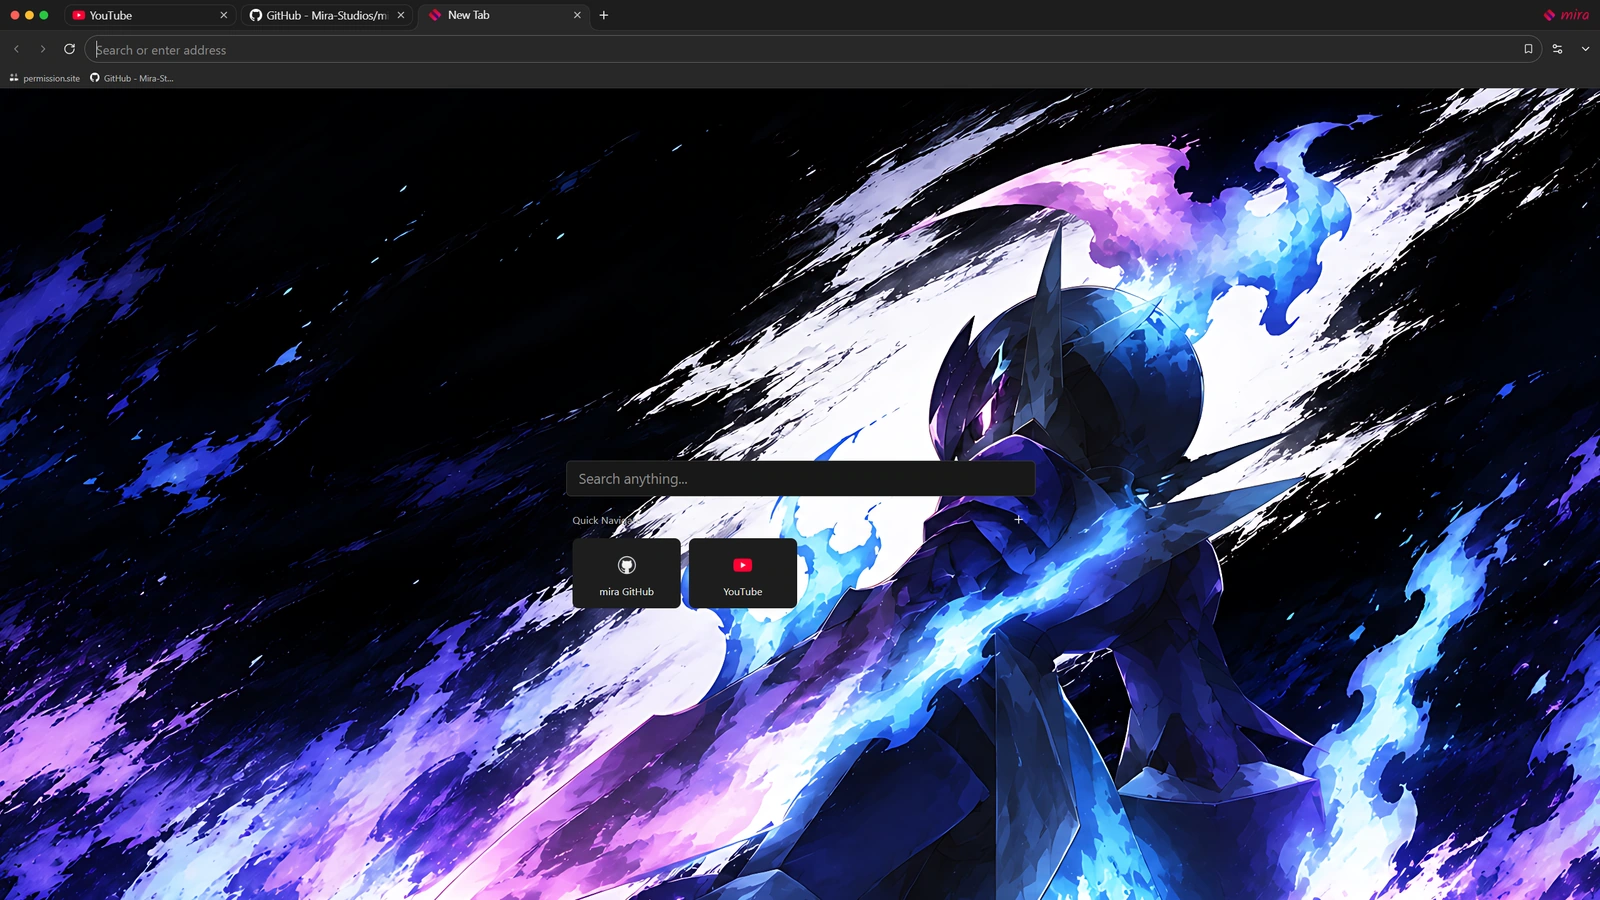 YouTube
GitHub - Mira-Studios/m
New Tab
mira
Search or enter address
permission.site
GitHub - Mira-St...
Search anything...
Quick
mira GitHub
YouTube